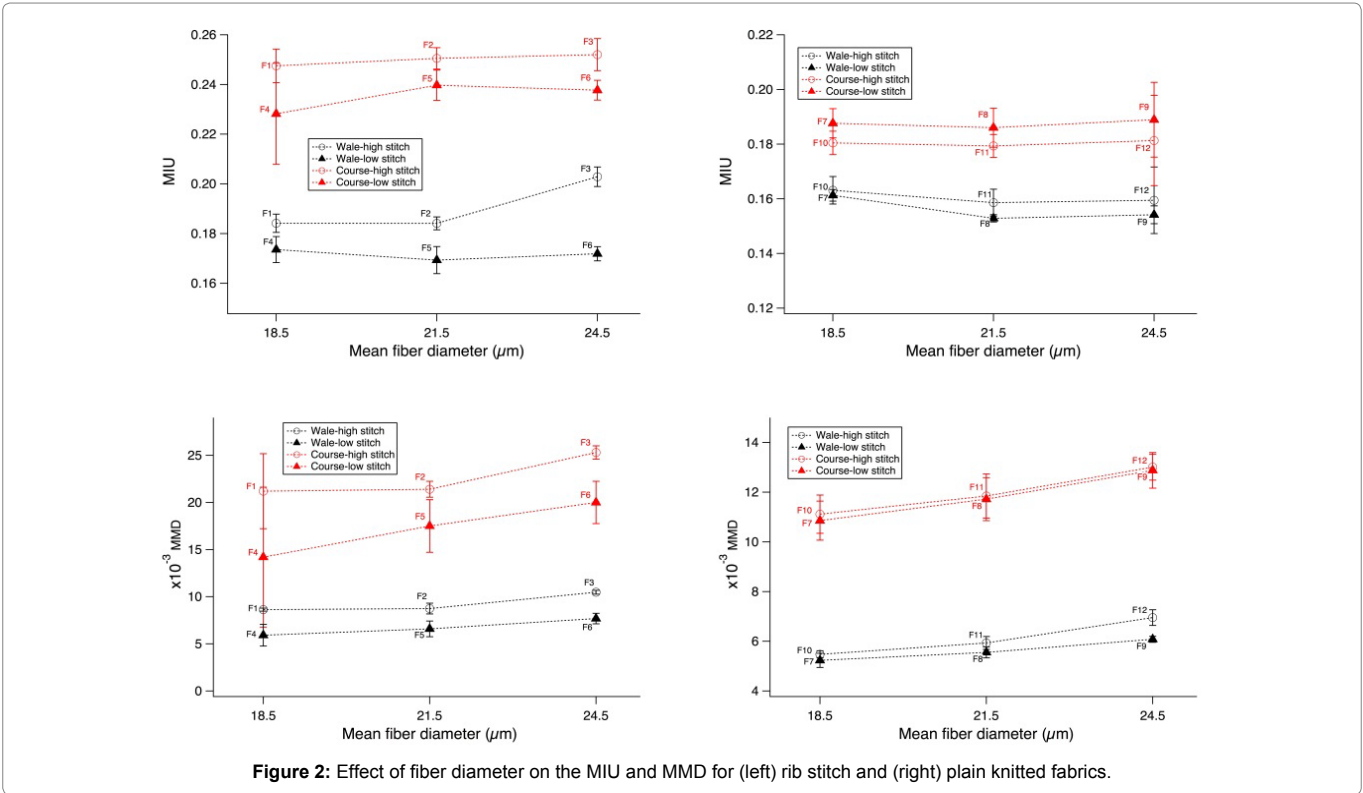 0.26
0.24
0.22
0.20
0.18
0.16
MIU
F1
F2
F3
F4
F5
F6
Wale-high stitch
Wale-low stitch
Course-high stitch
Course-low stitch
F1
F2
F3
F4
F5
F6
18.5
21.5
24.5
Mean fiber diameter (µm)
0.22
0.20
0.18
0.16
0.14
0.12
MIU
Wale-high stitch
Wale-low stitch
Course-high stitch
Course-low stitch
F7
F8
F9
F10
F11
F12
F10
F11
F12
F7
F8
F9
18.5
21.5
24.5
Mean fiber diameter (µm)
25
20
15
10
5
0
x10⁻³ MMD
Wale-high stitch
Wale-low stitch
Course-high stitch
Course-low stitch
F1
F2
F3
F4
F5
F6
F1
F2
F3
F4
F5
F6
18.5
21.5
24.5
Mean fiber diameter (µm)
14
12
10
8
6
4
x10⁻³ MMD
Wale-high stitch
Wale-low stitch
Course-high stitch
Course-low stitch
F10
F11
F12
F7
F8
F9
F10
F11
F12
F7
F8
F9
18.5
21.5
24.5
Mean fiber diameter (µm)
Figure 2: Effect of fiber diameter on the MIU and MMD for (left) rib stitch and (right) plain knitted fabrics.